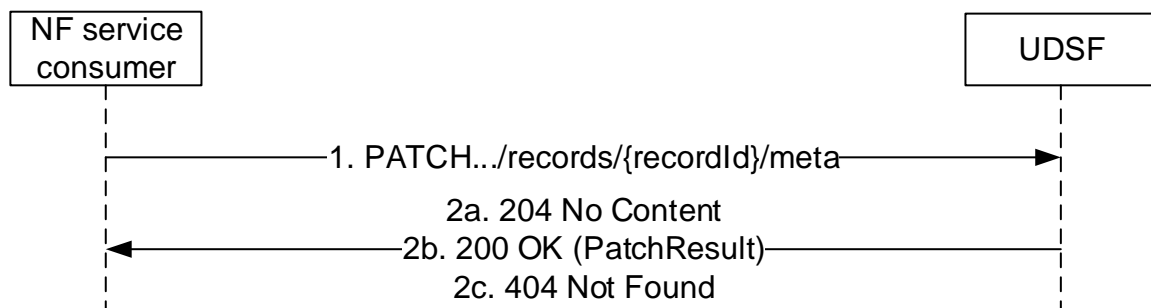 NF service
consumer
UDSF
1. PATCH.../records/{recordId}/meta
2a. 204 No Content
2b. 200 OK (PatchResult)
2c. 404 Not Found